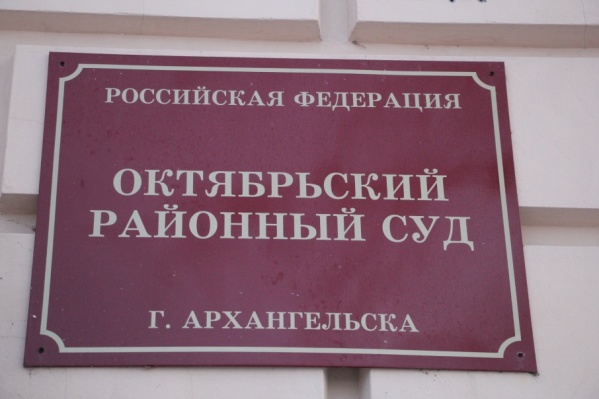 РОССИЙСКАЯ ФЕДЕРАЦИЯ
ОКТЯБРЬСКИЙ
РАЙОННЫЙ СУД
Г. АРХАНГЕЛЬСКА